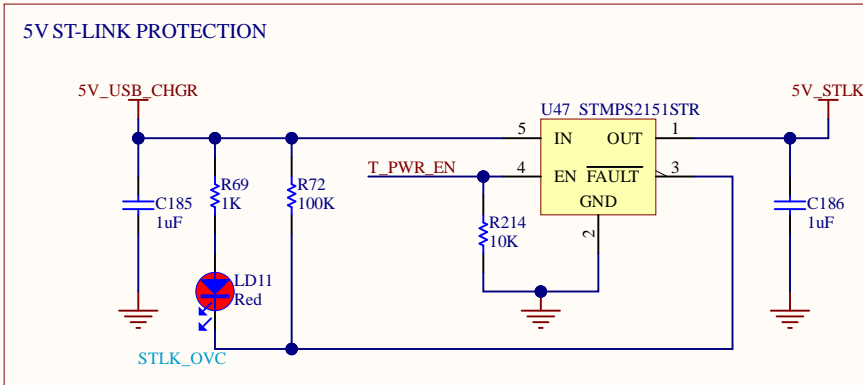 5V ST-LINK PROTECTION
5V_USB_CHGR
5V_STLK
U47 STMPS2151STR
5 IN OUT 1
T_PWR_EN
4 EN FAULT 3
GND
2
R69
1K
R72
100K
C185
1uF
R214
10K
C186
1uF
LD11
Red
STLK_OVC